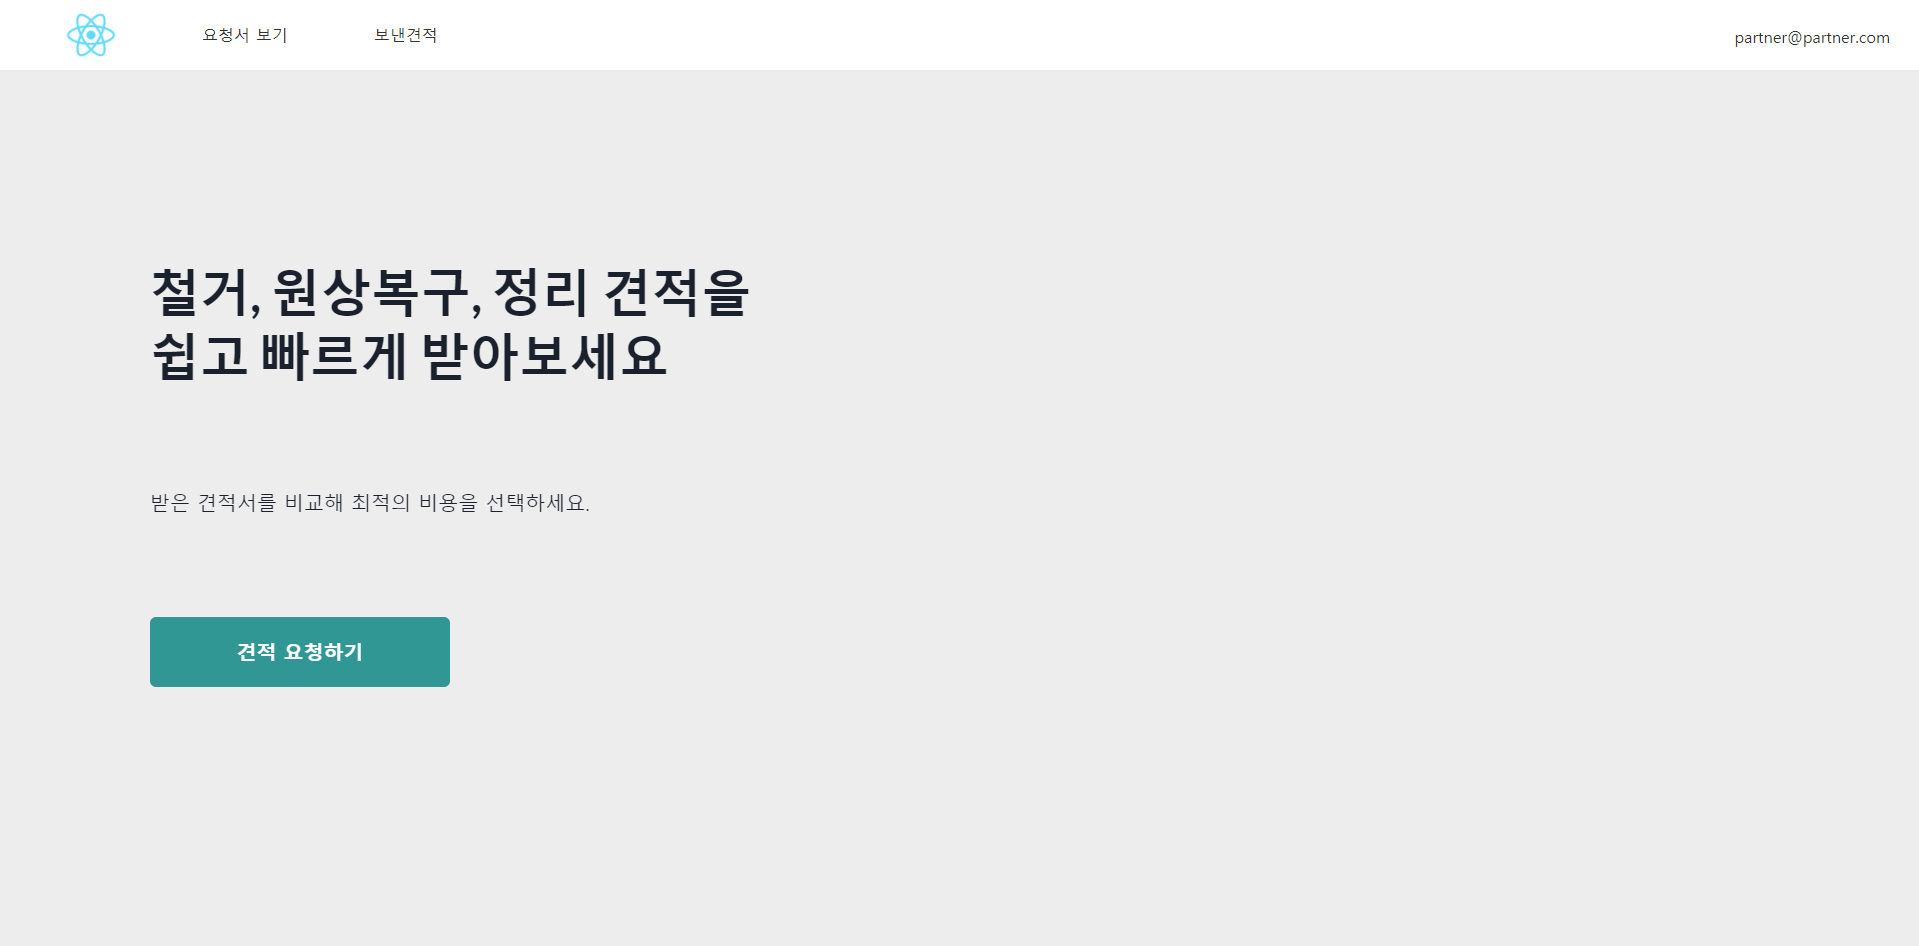 요청서 보기
보낸견적
partner@partner.com
철거, 원상복구, 정리 견적을
쉽고 빠르게 받아보세요
받은 견적서를 비교해 최적의 비용을 선택하세요.
견적 요청하기